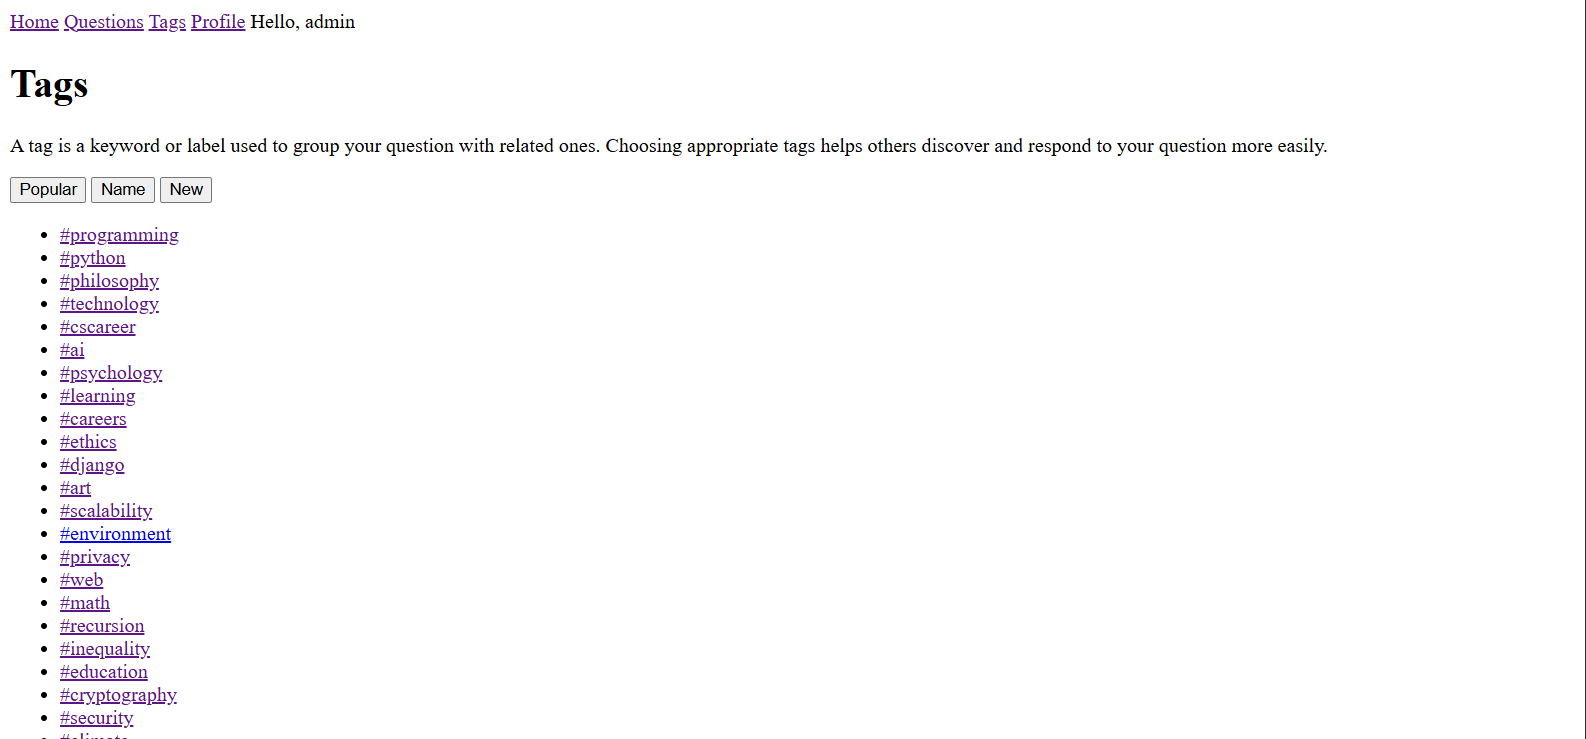 Home Questions Tags Profile Hello, admin
Tags
A tag is a keyword or label used to group your question with related ones. Choosing appropriate tags helps others discover and respond to your question more easily.
Popular Name New
#programming
#python
#philosophy
#technology
#cscareer
#ai
#psychology
#learning
#careers
#ethics
#django
#art
#scalability
#environment
#privacy
#web
#math
#recursion
#inequality
#education
#cryptography
#security